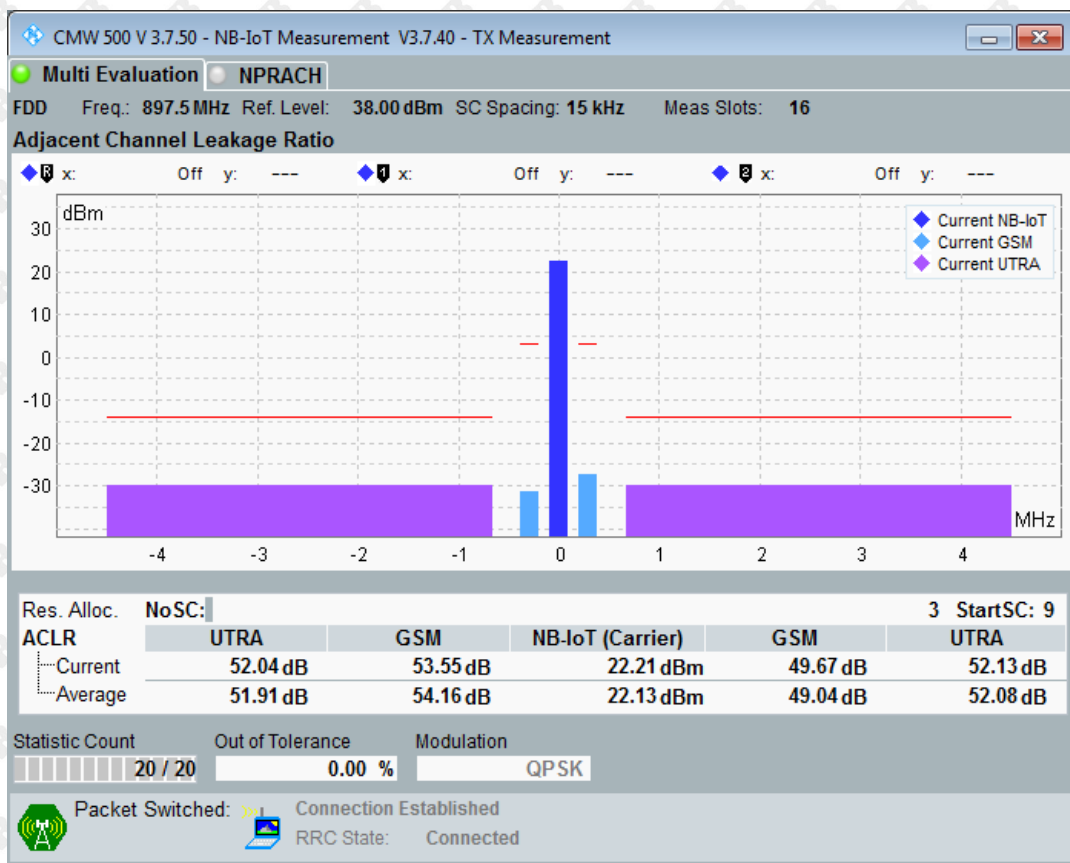 CMW 500 V 3.7.50 - NB-IoT Measurement V3.7.40 - TX Measurement
Multi Evaluation NPRACH
FDD Freq.: 897.5 MHz Ref. Level: 38.00 dBm SC Spacing: 15 kHz Meas Slots: 16
Adjacent Channel Leakage Ratio
R x: Off y: --- 1 x: Off y: --- 2 x: Off y: ---
dBm
Current NB-IoT
Current GSM
Current UTRA
30
20
10
0
-10
-20
-30
MHz
-4 -3 -2 -1 0 1 2 3 4
Res. Alloc. NoSC: 3 StartSC: 9
ACLR UTRA GSM NB-IoT (Carrier) GSM UTRA
Current 52.04 dB 53.55 dB 22.21 dBm 49.67 dB 52.13 dB
Average 51.91 dB 54.16 dB 22.13 dBm 49.04 dB 52.08 dB
Statistic Count Out of Tolerance Modulation
20 / 20 0.00 % QPSK
Packet Switched: Connection Established
RRC State: Connected